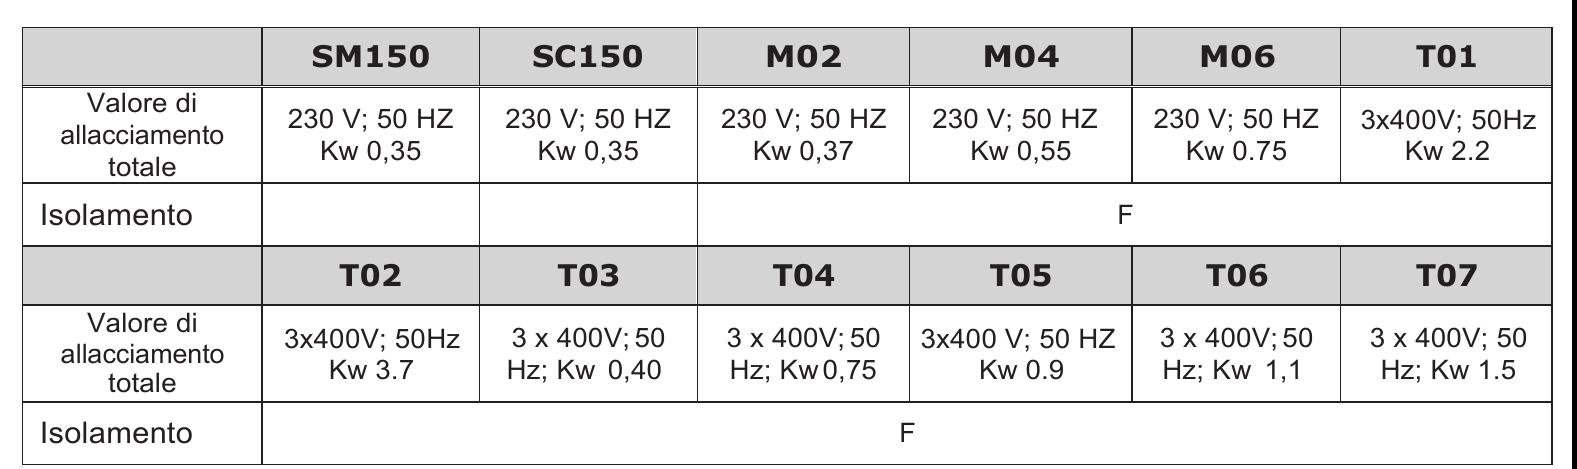 SM150 SC150 M02 M04 M06 T01
Valore di allacciamento totale 230 V; 50 HZ Kw 0,35 230 V; 50 HZ Kw 0,35 230 V; 50 HZ Kw 0,37 230 V; 50 HZ Kw 0,55 230 V; 50 HZ Kw 0.75 3x400V; 50Hz Kw 2.2
Isolamento F
T02 T03 T04 T05 T06 T07
Valore di allacciamento totale 3x400V; 50Hz Kw 3.7 3 x 400V; 50 Hz; Kw 0,40 3 x 400V; 50 Hz; Kw 0,75 3x400 V; 50 HZ Kw 0.9 3 x 400V; 50 Hz; Kw 1,1 3 x 400V; 50 Hz; Kw 1.5
Isolamento F